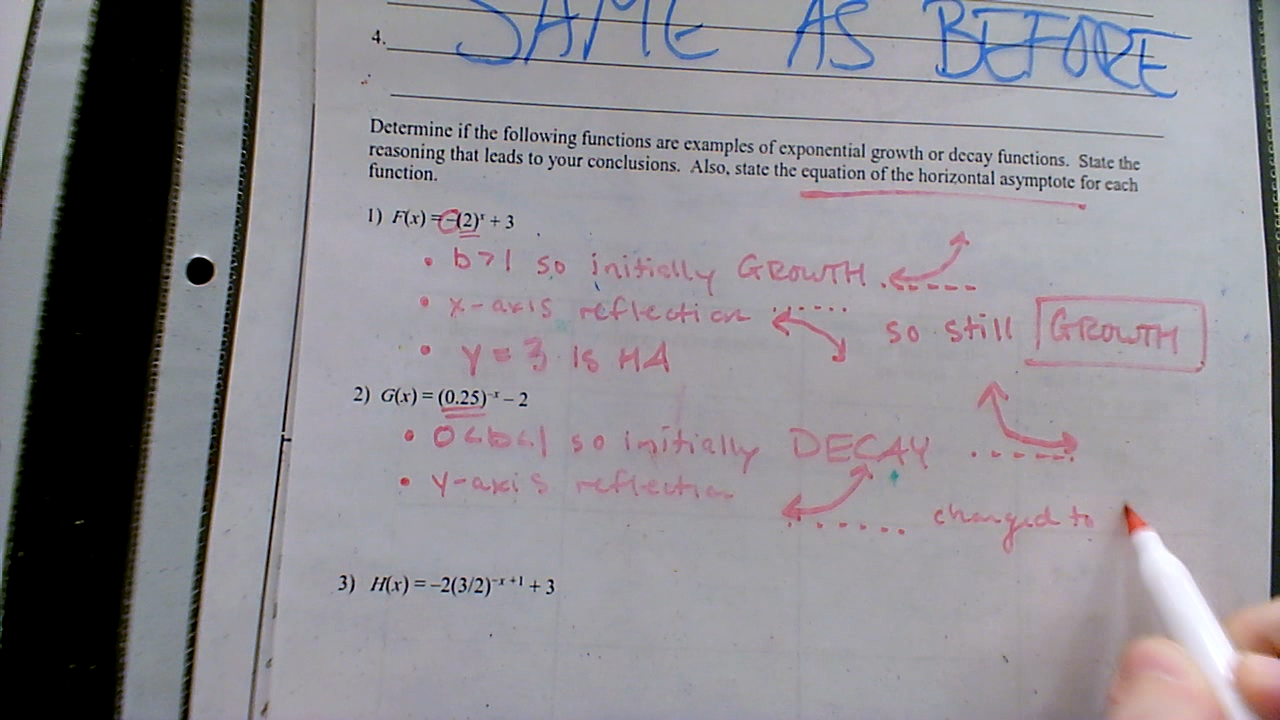 SAME AS BEFORE
4.
Determine if the following functions are examples of exponential growth or decay functions. State the
reasoning that leads to your conclusions. Also, state the equation of the horizontal asymptote for each
function.
1) F(x) = -(2)ˣ + 3
• b>1 so initially GROWTH
• x-axis reflection so still GROWTH
• y = 3 is HA
2) G(x) = (0.25)⁻ˣ – 2
• 0<b<1 so initially DECAY
• y-axis reflection changed to
3) H(x) = –2(3/2)⁻ˣ⁺¹ + 3